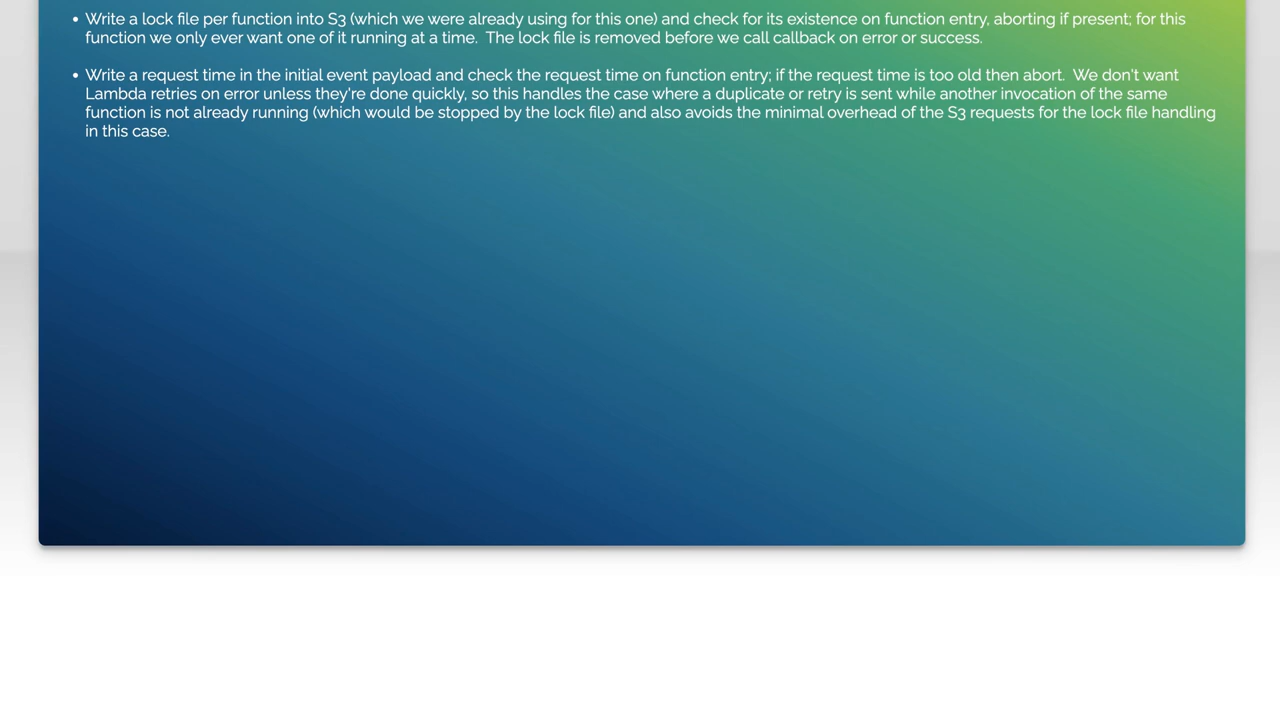 • Write a lock file per function into S3 (which we were already using for this one) and check for its existence on function entry, aborting if present; for this
function we only ever want one of it running at a time.  The lock file is removed before we call callback on error or success.
• Write a request time in the initial event payload and check the request time on function entry; if the request time is too old then abort.  We don't want
Lambda retries on error unless they're done quickly, so this handles the case where a duplicate or retry is sent while another invocation of the same
function is not already running (which would be stopped by the lock file) and also avoids the minimal overhead of the S3 requests for the lock file handling
in this case.